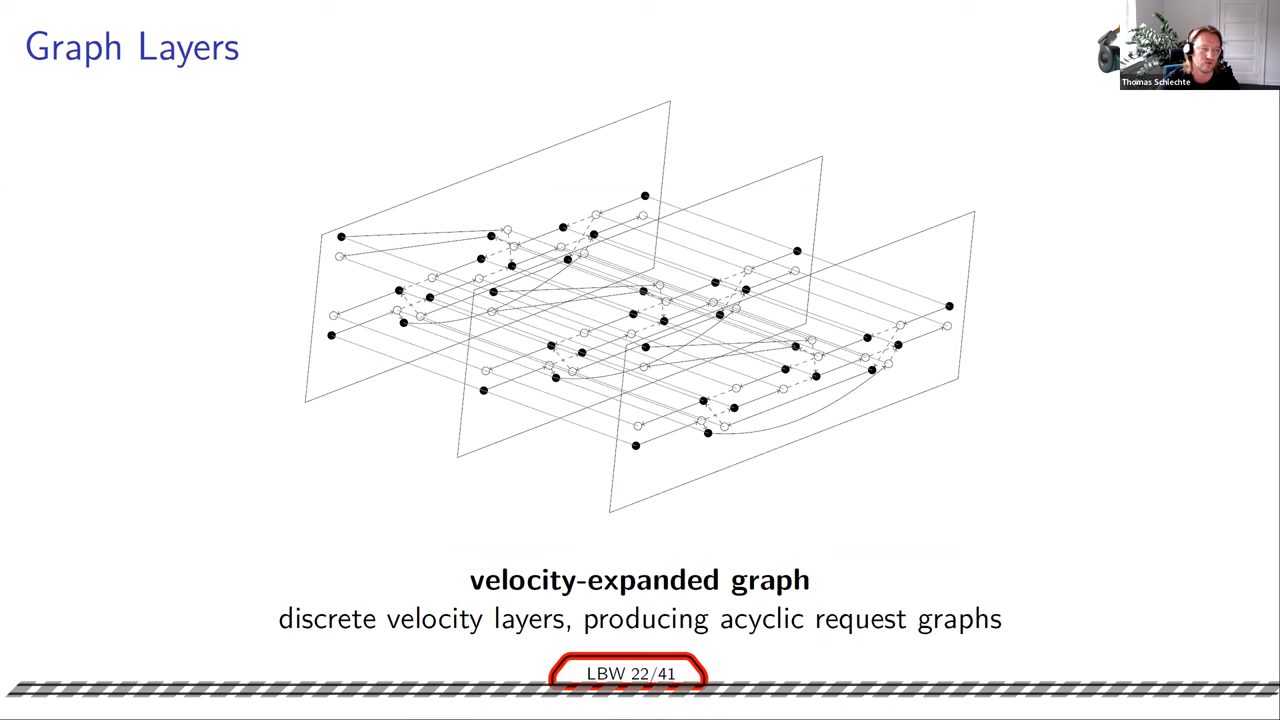 Graph Layers
Thomas Schlechte
velocity-expanded graph
discrete velocity layers, producing acyclic request graphs
LBW 22/41